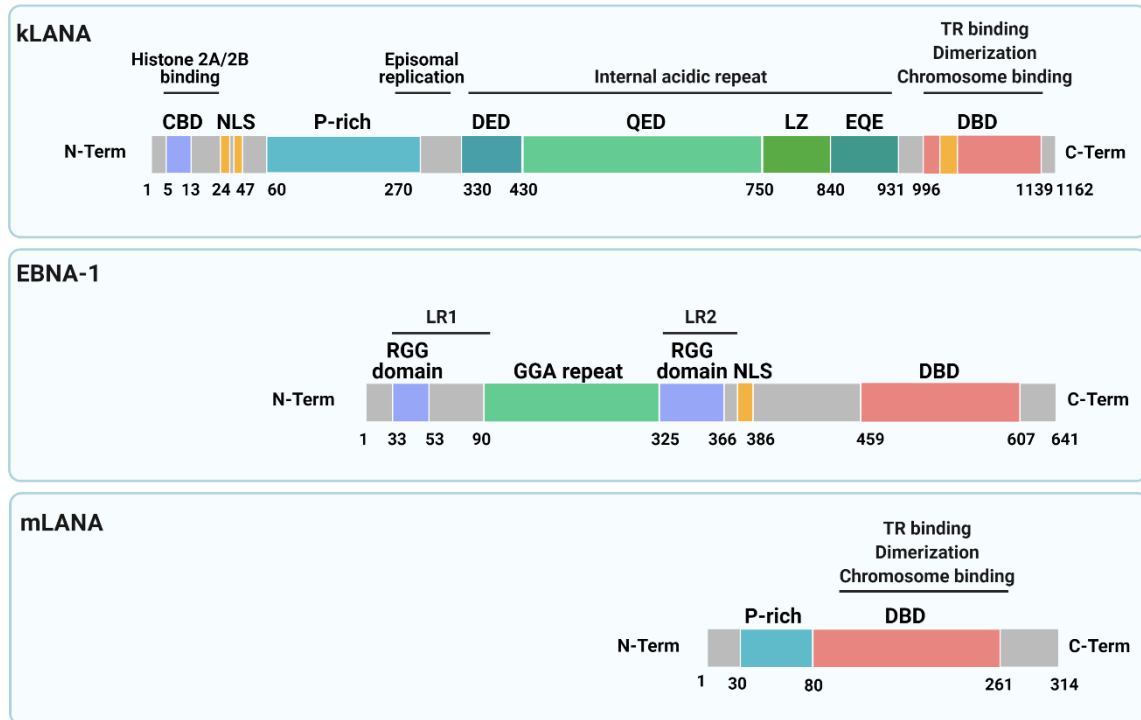 kLANA
Histone 2A/2B
binding
Episomal
replication
Internal acidic repeat
TR binding
Dimerization
Chromosome binding
CBD NLS P-rich DED QED LZ EQE DBD
N-Term C-Term
1 5 13 24 47 60 270 330 430 750 840 931 996 1139 1162
EBNA-1
LR1 LR2
RGG
domain
GGA repeat
RGG
domain
NLS
DBD
N-Term C-Term
1 33 53 90 325 366 386 459 607 641
mLANA
TR binding
Dimerization
Chromosome binding
P-rich DBD
N-Term C-Term
1 30 80 261 314